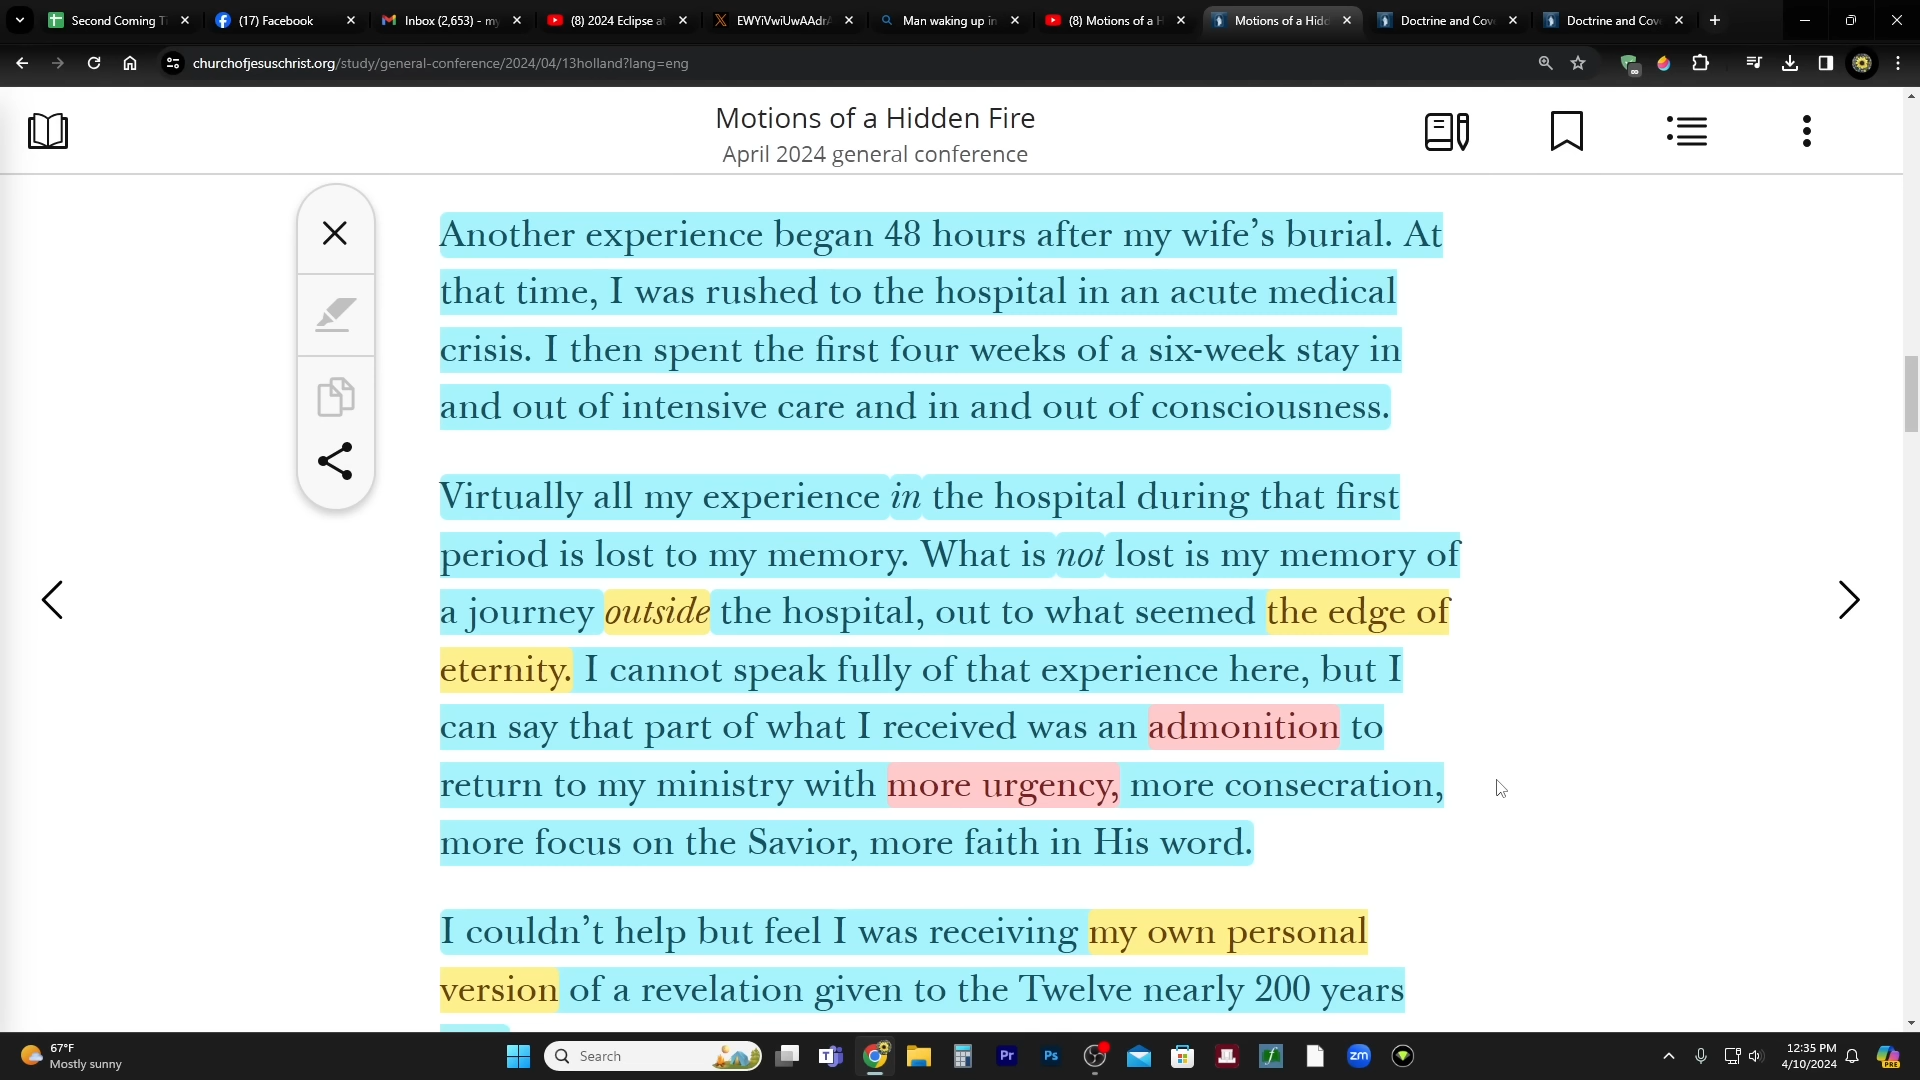 Second Coming Ti
(17) Facebook
Inbox (2,653) - my
(8) 2024 Eclipse at
EWYiVwiUwAAdrA
Man waking up in
(8) Motions of a H
Motions of a Hidd
Doctrine and Cov
Doctrine and Cov
churchofjesuschrist.org/study/general-conference/2024/04/13holland?lang=eng
Motions of a Hidden Fire
April 2024 general conference
Another experience began 48 hours after my wife’s burial. At
that time, I was rushed to the hospital in an acute medical
crisis. I then spent the first four weeks of a six-week stay in
and out of intensive care and in and out of consciousness.
Virtually all my experience in the hospital during that first
period is lost to my memory. What is not lost is my memory of
a journey outside the hospital, out to what seemed the edge of
eternity. I cannot speak fully of that experience here, but I
can say that part of what I received was an admonition to
return to my ministry with more urgency, more consecration,
more focus on the Savior, more faith in His word.
I couldn’t help but feel I was receiving my own personal
version of a revelation given to the Twelve nearly 200 years
67°F
Mostly sunny
Search
Pr
Ps
zm
12:35 PM
4/10/2024
PRE